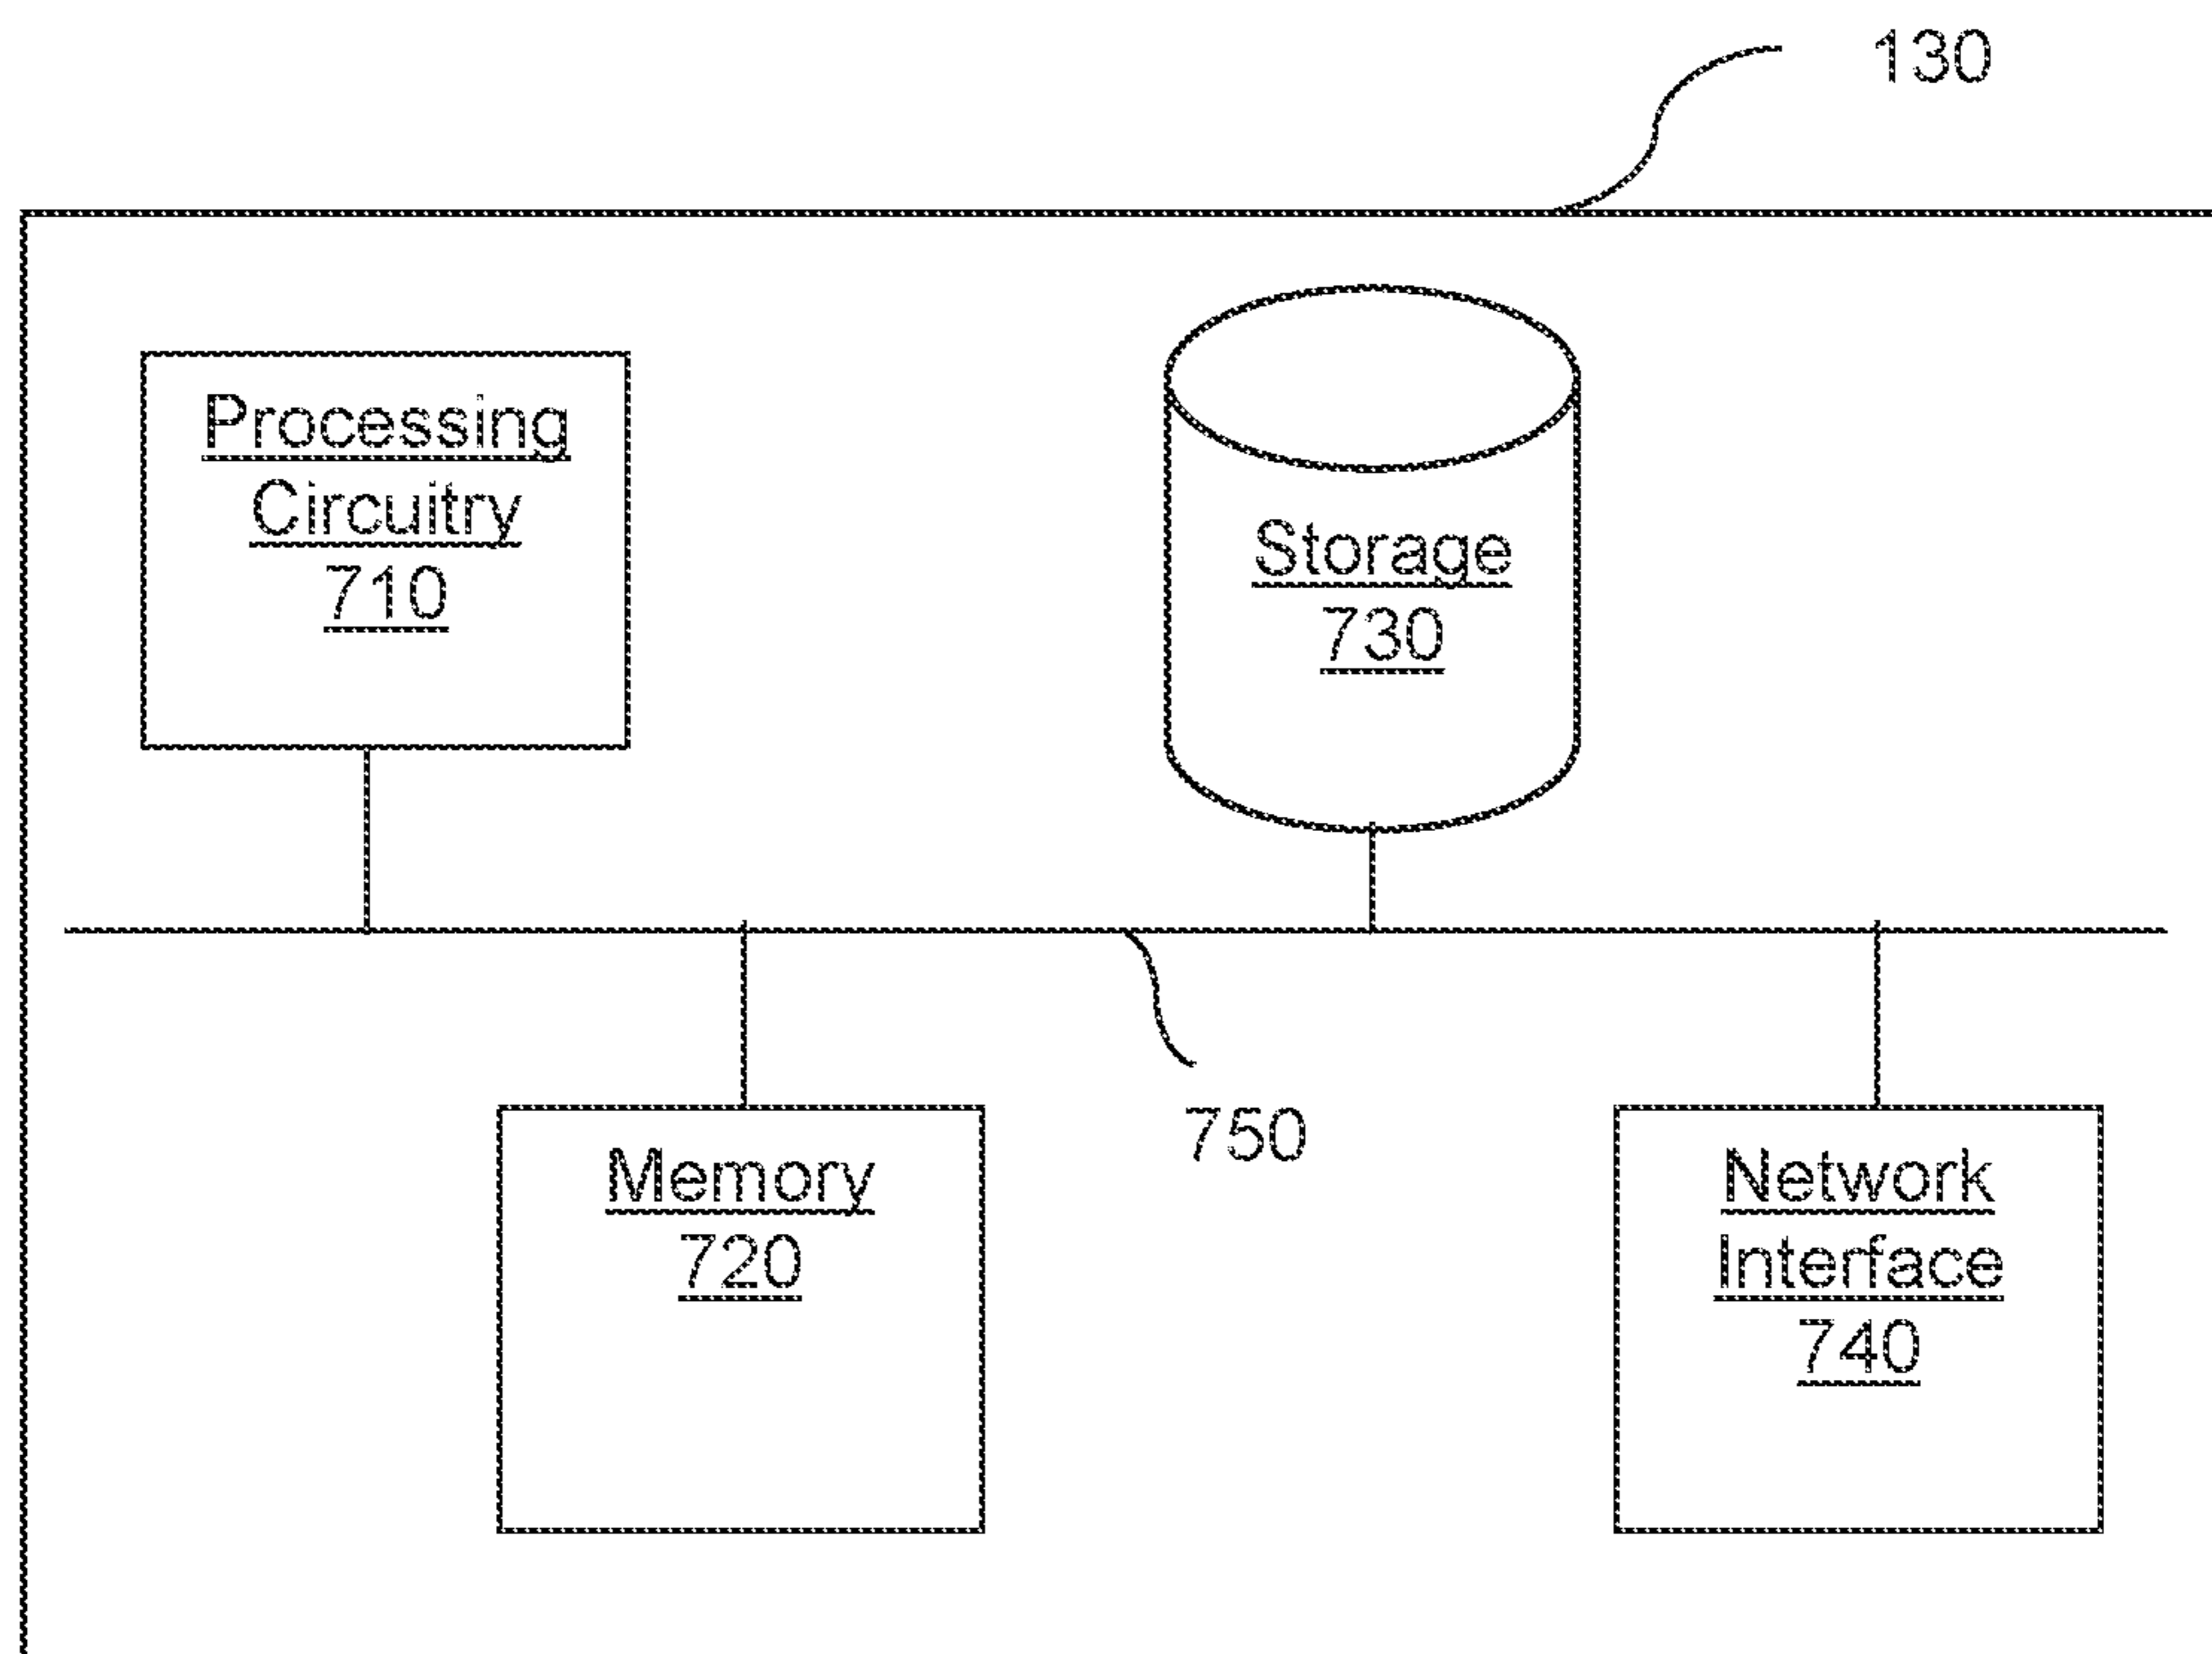 130
Processing
Circuitry
710
Storage
730
750
Memory
720
Network
Interface
740